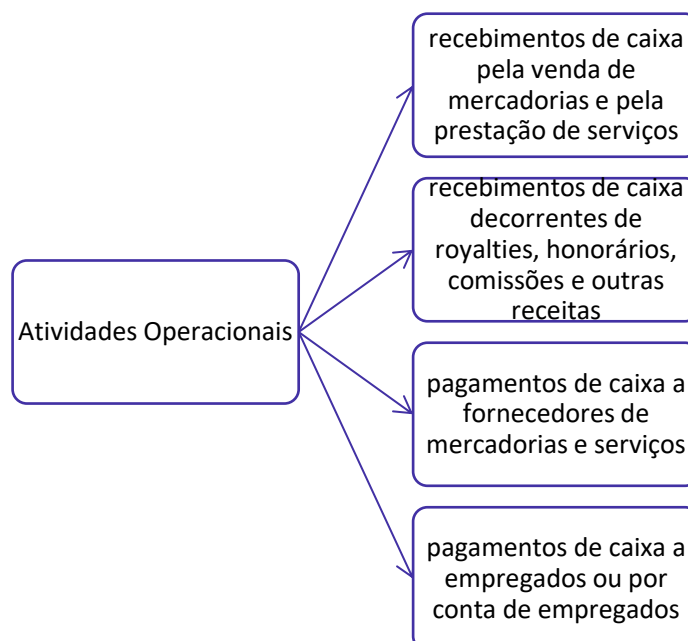 recebimentos de caixa
pela venda de
mercadorias e pela
prestação de serviços
recebimentos de caixa
decorrentes de
royalties, honorários,
comissões e outras
receitas
Atividades Operacionais
pagamentos de caixa a
fornecedores de
mercadorias e serviços
pagamentos de caixa a
empregados ou por
conta de empregados